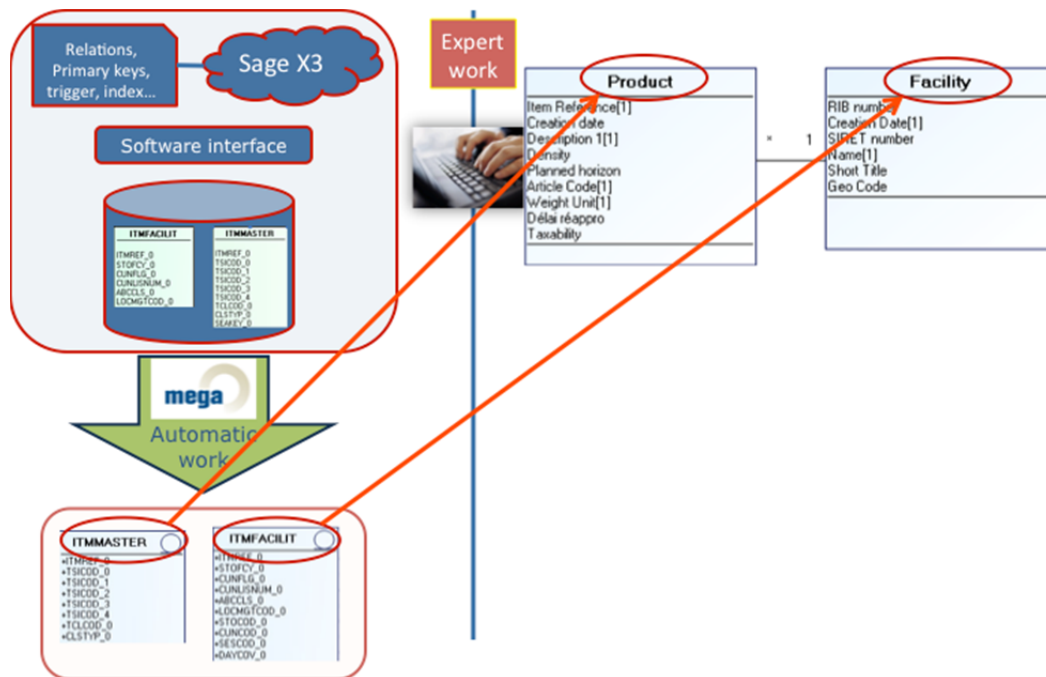 Relations,
Primary keys,
trigger, index...
Sage X3
Software interface
ITMFACILIT
ITMREF_0
STOFCY_0
CUNFLG_0
CUNLISNUM_0
ABCCLS_0
LOCMGTCOD_0
ITMMASTER
ITMREF_0
TSICOD_0
TSICOD_1
TSICOD_2
TSICOD_3
TSICOD_4
TCLCOD_0
CLSTYP_0
SEAKEY_0
mega
Automatic
work
ITMMASTER
*ITMREF_0
*TSICOD_0
*TSICOD_1
*TSICOD_2
*TSICOD_3
*TSICOD_4
*TCLCOD_0
*CLSTYP_0
ITMFACILIT
*ITMREF_0
*STOFCY_0
*CUNFLG_0
*CUNLISNUM_0
*ABCCLS_0
*LOCMGTCOD_0
*STOCOD_0
*CUNCOD_0
*SESCOD_0
*DAYCOV_0
Expert
work
Product
Item Reference[1]
Creation date
Description 1[1]
Density
Planned horizon
Article Code[1]
Weight Unit[1]
Délai réappro
Taxability
* 1
Facility
RIB number
Creation Date[1]
SIRET number
Name[1]
Short Title
Geo Code